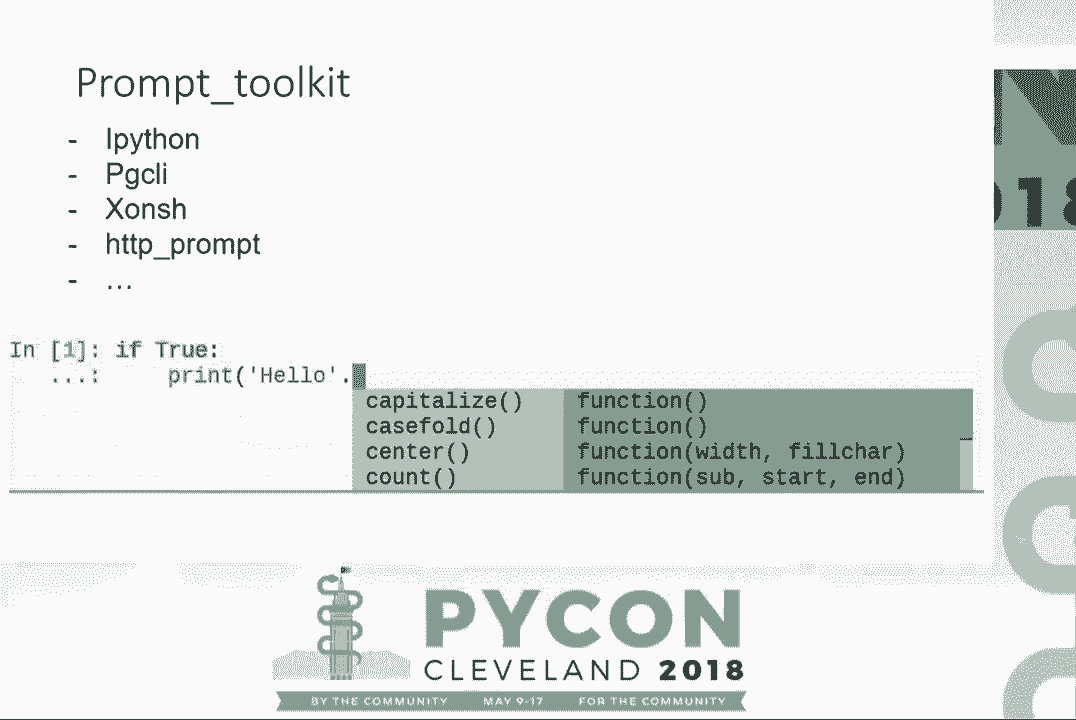 Prompt_toolkit
- Ipython
- Pgcli
- Xonsh
- http_prompt
- ...
In [1]: if True:
...: print('Hello'.
capitalize() function()
casefold() function()
center() function(width, fillchar)
count() function(sub, start, end)
N
018
PYCON
CLEVELAND 2018
BY THE COMMUNITY MAY 9-17 FOR THE COMMUNITY